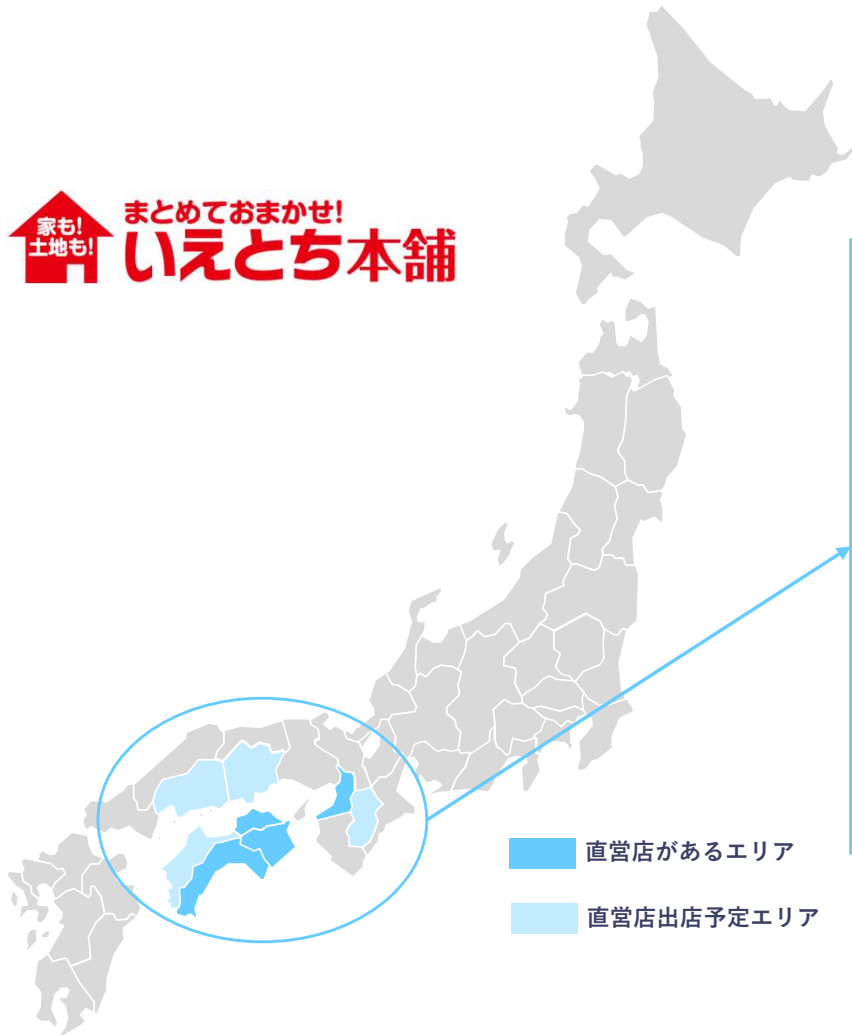 家も!
土地も!
まとめておまかせ!
いえとち本舗
直営店があるエリア
直営店出店予定エリア